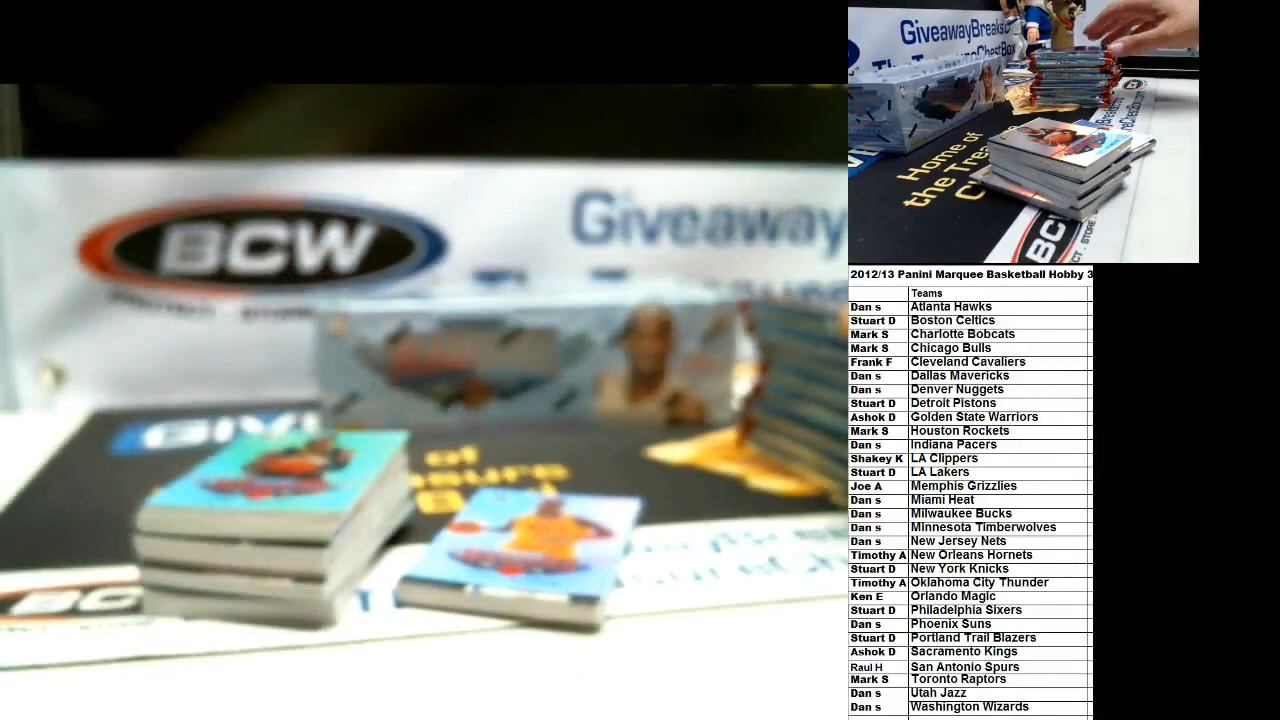 BCW
Giveaway
GIV
of
BC
GiveawayBreaks.c
Home of
the Trea
BCW
2012/13 Panini Marquee Basketball Hobby 3
Teams
Dan s Atlanta Hawks
Stuart D Boston Celtics
Mark S Charlotte Bobcats
Mark S Chicago Bulls
Frank F Cleveland Cavaliers
Dan s Dallas Mavericks
Dan s Denver Nuggets
Stuart D Detroit Pistons
Ashok D Golden State Warriors
Mark S Houston Rockets
Dan s Indiana Pacers
Shakey K LA Clippers
Stuart D LA Lakers
Joe A Memphis Grizzlies
Dan s Miami Heat
Dan s Milwaukee Bucks
Dan s Minnesota Timberwolves
Dan s New Jersey Nets
Timothy A New Orleans Hornets
Stuart D New York Knicks
Timothy A Oklahoma City Thunder
Ken E Orlando Magic
Stuart D Philadelphia Sixers
Dan s Phoenix Suns
Stuart D Portland Trail Blazers
Ashok D Sacramento Kings
Raul H San Antonio Spurs
Mark S Toronto Raptors
Dan s Utah Jazz
Dan s Washington Wizards